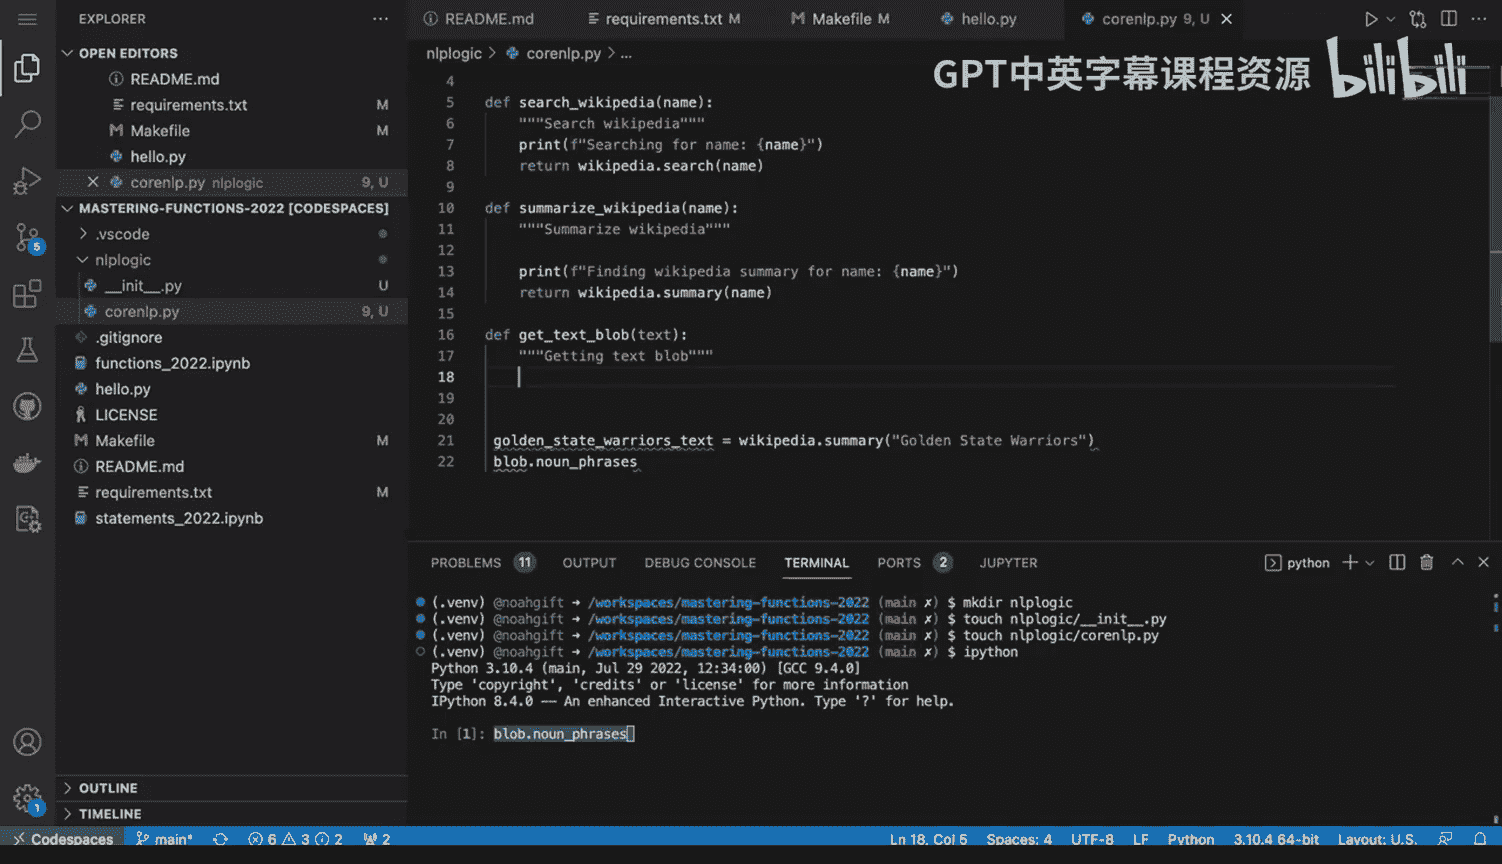 EXPLORER
OPEN EDITORS
README.md
requirements.txt M
Makefile M
hello.py
corenlp.py nlplogic 9, U
MASTERING-FUNCTIONS-2022 [CODESPACES]
.vscode
nlplogic
__init__.py U
corenlp.py 9, U
.gitignore
functions_2022.ipynb
hello.py
LICENSE
Makefile M
README.md
requirements.txt M
statements_2022.ipynb
OUTLINE
TIMELINE
5
1
README.md requirements.txt M Makefile M hello.py corenlp.py 9, U
nlplogic > corenlp.py > ...
GPT中英字幕课程资源 bilibili
4
5 def search_wikipedia(name):
6 """Search wikipedia"""
7 print(f"Searching for name: {name}")
8 return wikipedia.search(name)
9
10 def summarize_wikipedia(name):
11 """Summarize wikipedia"""
12
13 print(f"Finding wikipedia summary for name: {name}")
14 return wikipedia.summary(name)
15
16 def get_text_blob(text):
17 """Getting text blob"""
18
19
20
21 golden_state_warriors_text = wikipedia.summary("Golden State Warriors")
22 blob.noun_phrases
PROBLEMS 11 OUTPUT DEBUG CONSOLE TERMINAL PORTS 2 JUPYTER python
(.venv) @noahgift → /workspaces/mastering-functions-2022 (main ✗) $ mkdir nlplogic
(.venv) @noahgift → /workspaces/mastering-functions-2022 (main ✗) $ touch nlplogic/__init__.py
(.venv) @noahgift → /workspaces/mastering-functions-2022 (main ✗) $ touch nlplogic/corenlp.py
(.venv) @noahgift → /workspaces/mastering-functions-2022 (main ✗) $ ipython
Python 3.10.4 (main, Jul 29 2022, 12:34:00) [GCC 9.4.0]
Type 'copyright', 'credits' or 'license' for more information
IPython 8.4.0 -- An enhanced Interactive Python. Type '?' for help.
In [1]: blob.noun_phrases
Codespaces main* 6 3 2 2 Ln 18, Col 5 Spaces: 4 UTF-8 LF Python 3.10.4 64-bit Layout: U.S.